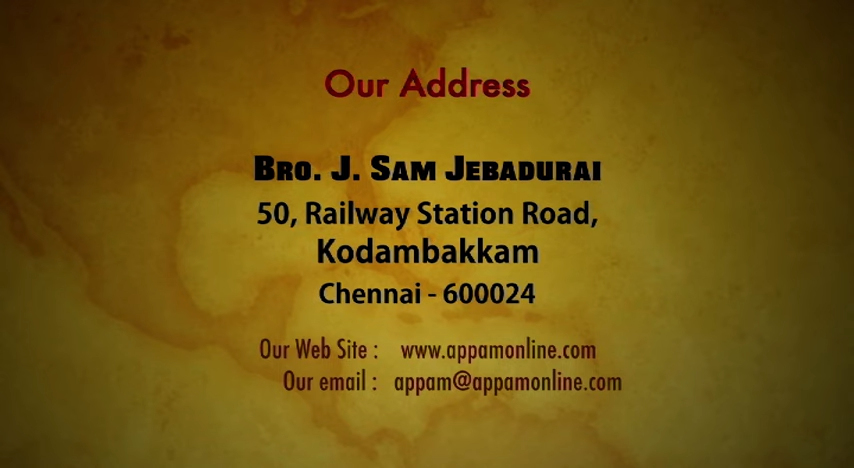 Our Address
Bro. J. Sam Jebadurai
50, Railway Station Road,
Kodambakkam
Chennai - 600024
Our Web Site : www.appamonline.com
Our email : appam@appamonline.com